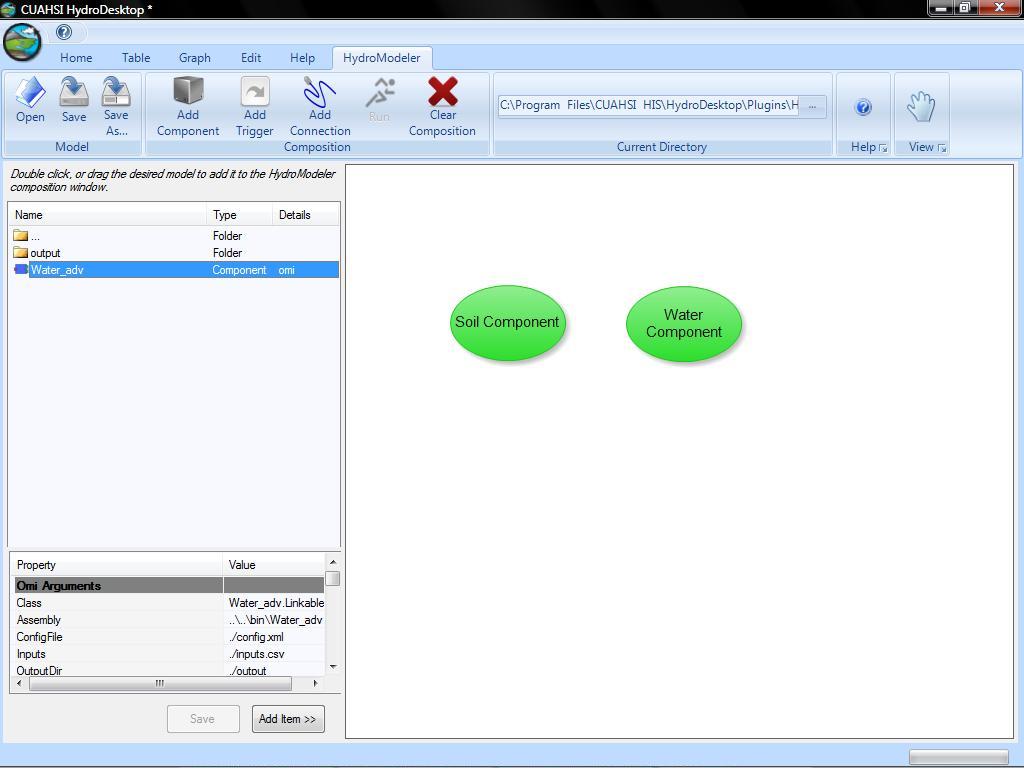 CUAHSI HydroDesktop *
Home Table Graph Edit Help HydroModeler
Open Save Save As...
Add Component Add Trigger Add Connection Run Clear Composition
C:\Program Files\CUAHSI HIS\HydroDesktop\Plugins\H ...
Model Composition Current Directory Help View
Double click, or drag the desired model to add it to the HydroModeler
composition window.
Name Type Details
... Folder
output Folder
Water_adv Component omi
Soil Component
Water
Component
Property Value
Omi Arguments
Class Water_adv.Linkable
Assembly ..\..\bin\Water_adv
ConfigFile ./config.xml
Inputs ./inputs.csv
OutputDir ./output
Save Add Item >>